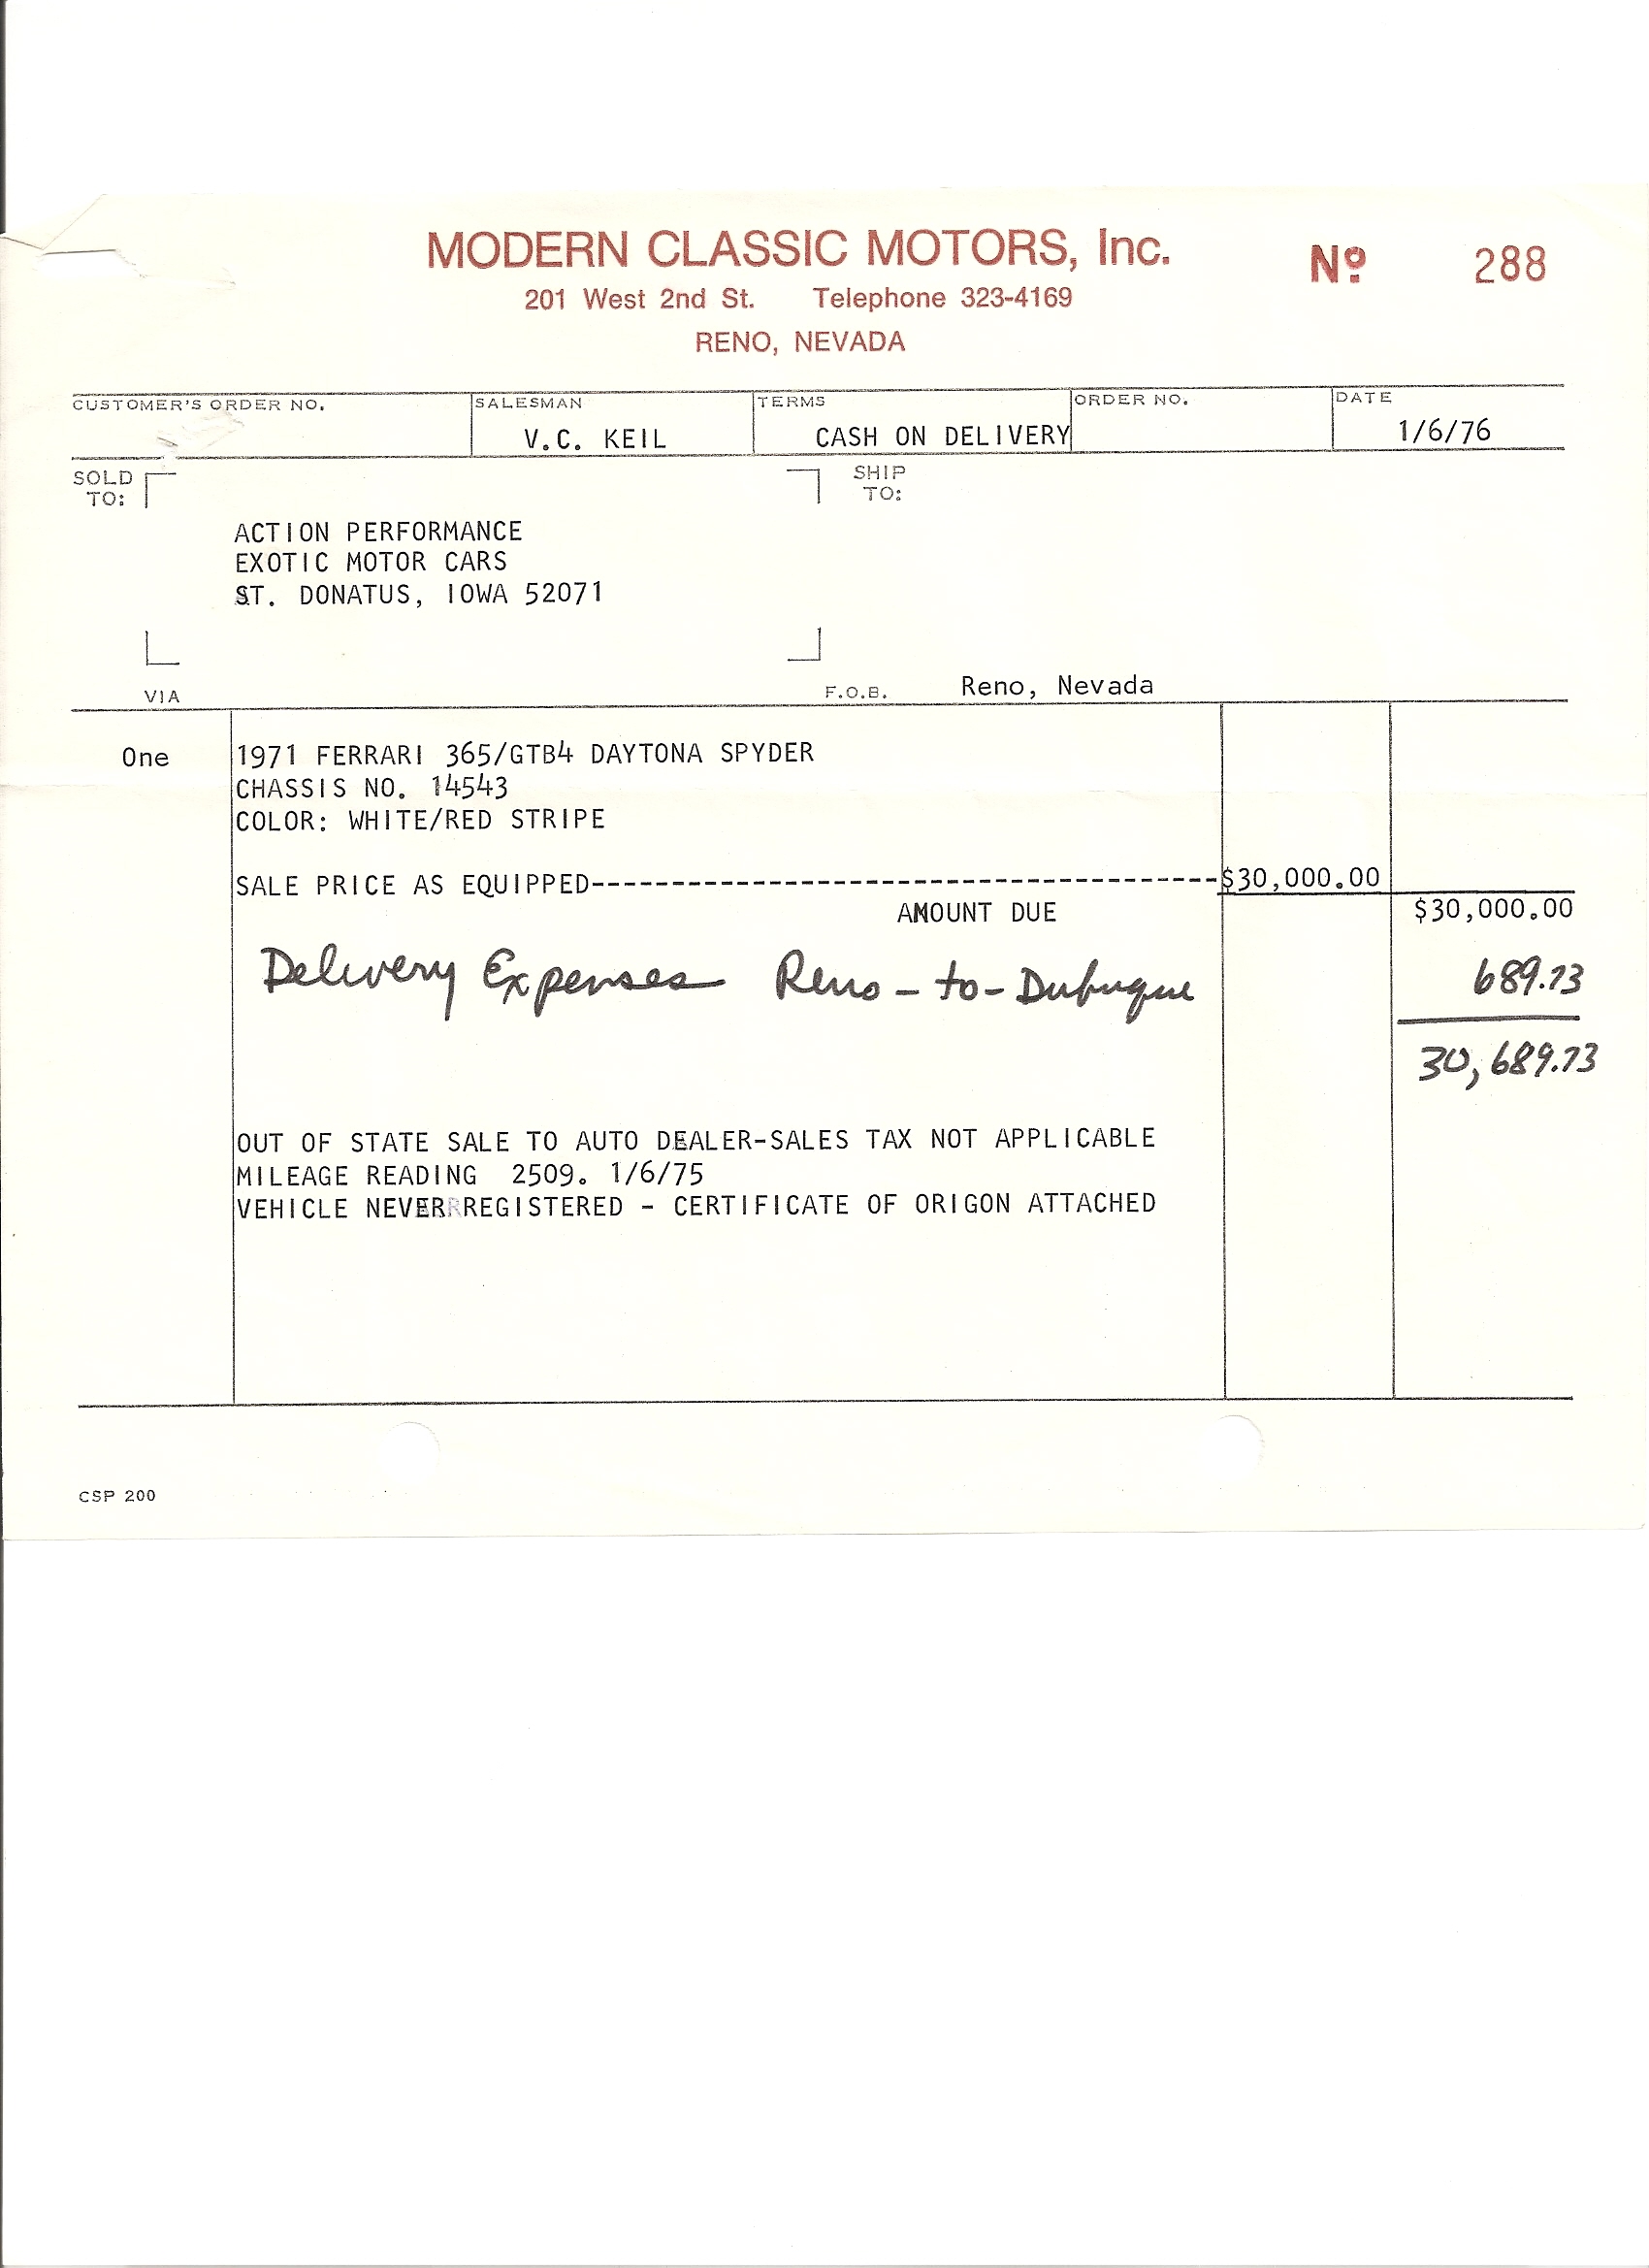 MODERN CLASSIC MOTORS, Inc.
Nº 288
201 West 2nd St. Telephone 323-4169
RENO, NEVADA
CUSTOMER'S ORDER NO. SALESMAN TERMS ORDER NO. DATE
V.C. KEIL CASH ON DELIVERY 1/6/76
SOLD TO: SHIP TO:
ACTION PERFORMANCE
EXOTIC MOTOR CARS
ST. DONATUS, IOWA 52071
VIA F.O.B. Reno, Nevada
One 1971 FERRARI 365/GTB4 DAYTONA SPYDER
CHASSIS NO. 14543
COLOR: WHITE/RED STRIPE
SALE PRICE AS EQUIPPED---------------------------------------$30,000.00
AMOUNT DUE $30,000.00
Delivery Expenses Reno - to - Dubuque 689.73
30,689.73
OUT OF STATE SALE TO AUTO DEALER-SALES TAX NOT APPLICABLE
MILEAGE READING 2509. 1/6/75
VEHICLE NEVER REGISTERED - CERTIFICATE OF ORIGON ATTACHED
CSP 200